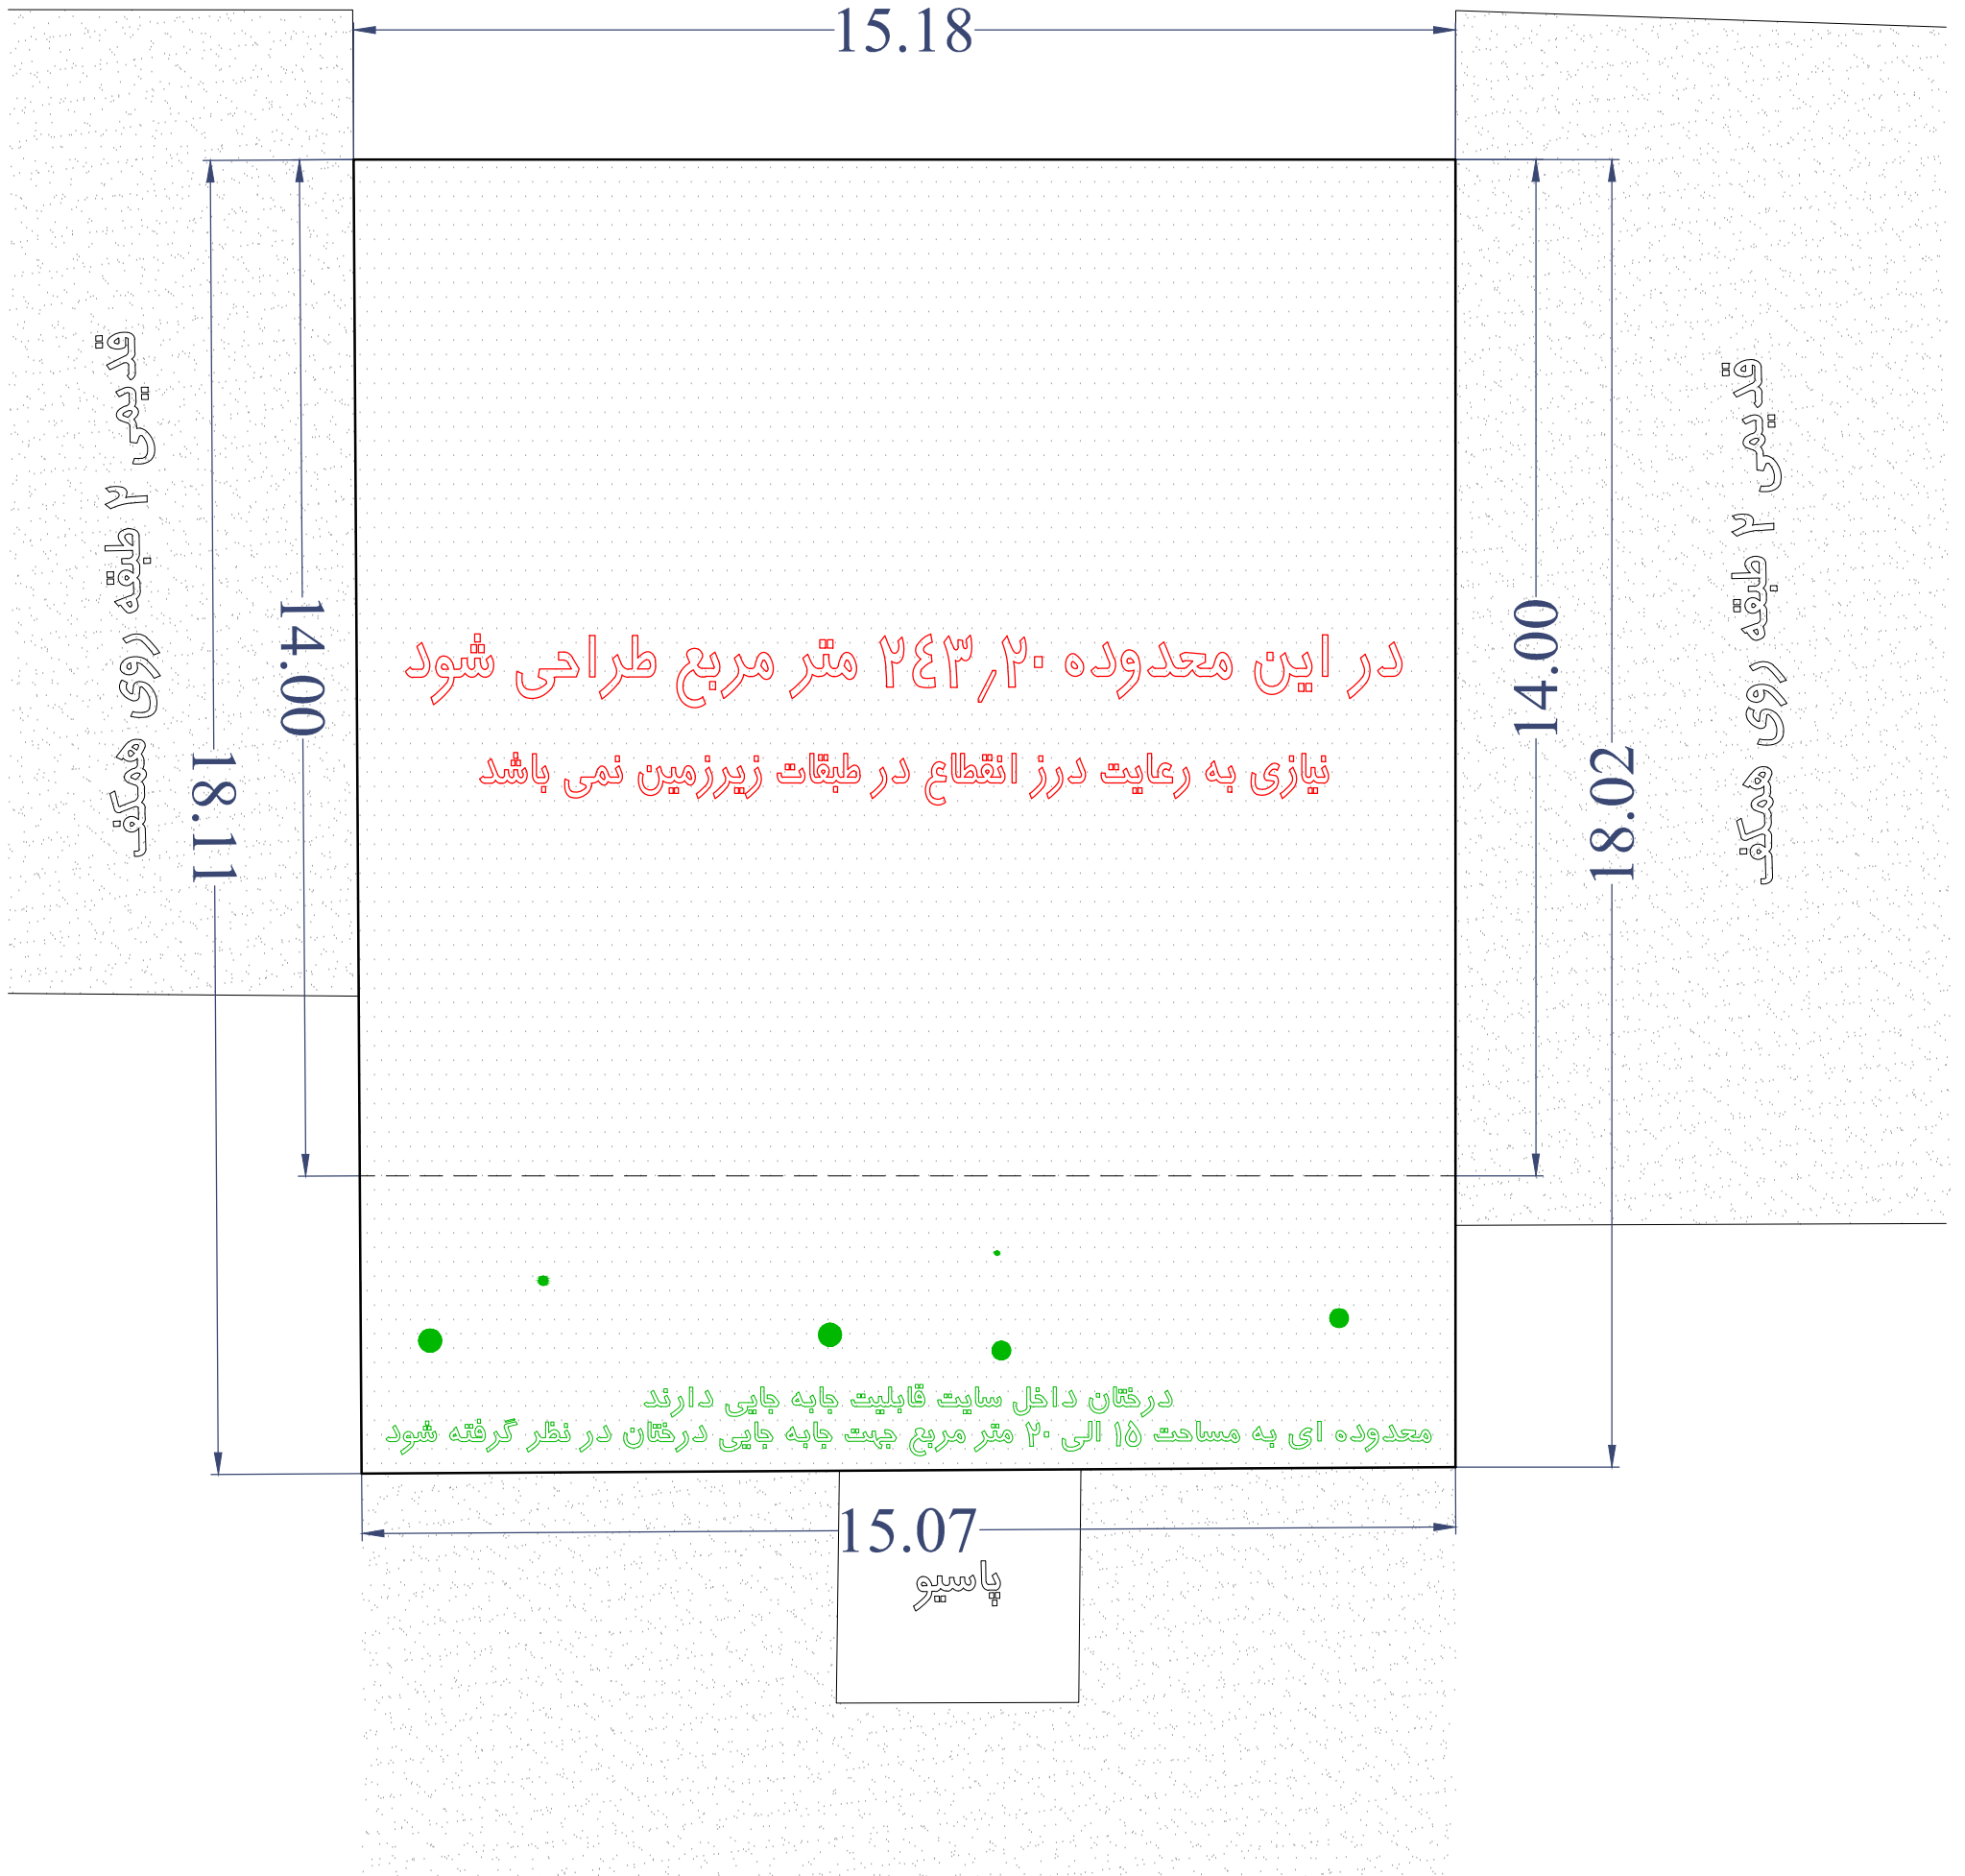 15.18
قدیمی ۲ طبقه روی همکف
18.11
14.00
در این محدوده ۲٤۳٫۲۰ متر مربع طراحی شود
نیازی به رعایت درز انقطاع در طبقات زیرزمین نمی باشد
14.00
18.02
قدیمی ۲ طبقه روی همکف
درختان داخل سایت قابلیت جابه جایی دارند
محدوده ای به مساحت ۱۵ الی ۲۰ متر مربع جهت جابه جایی درختان در نظر گرفته شود
15.07
پاسیو